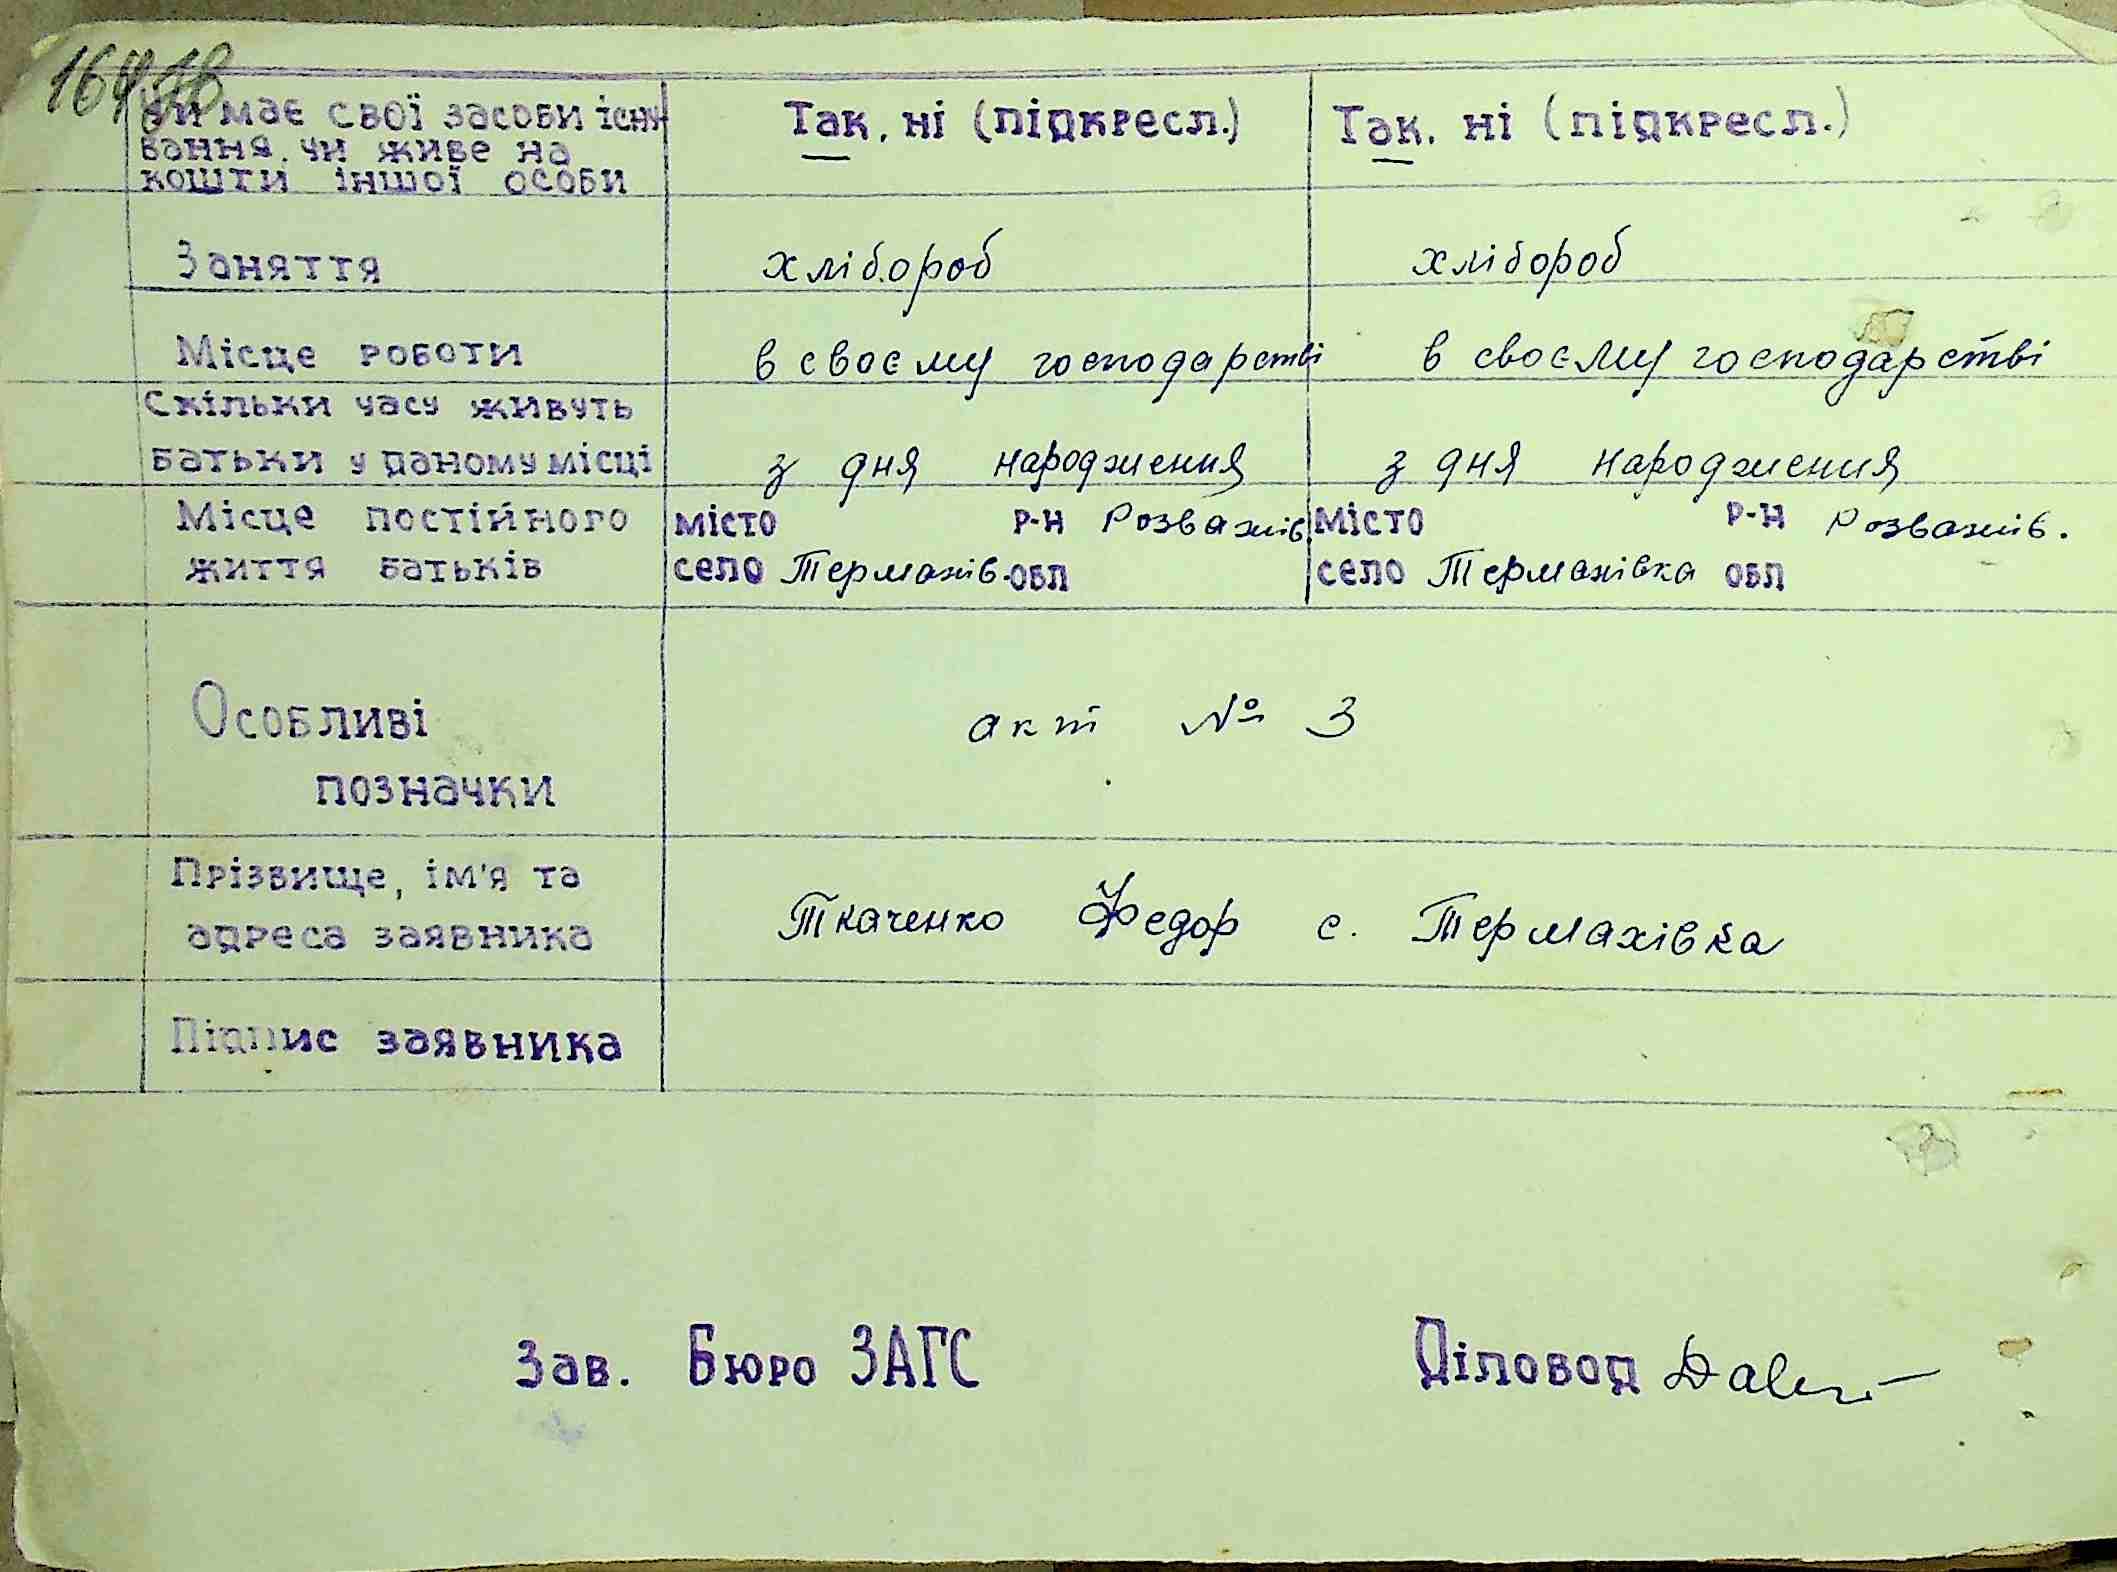 Чи має свої засоби існу-
вання, чи живе на
кошти іншої особи
Так, ні (підкресл.)
Так, ні (підкресл.)
Заняття
хлібороб
хлібороб
Місце роботи
в своєму господарстві
в своєму господарстві
Скільки часу живуть
батьки у даному місці
з дня народження
з дня народження
Місце постійного
життя батьків
місто р-н Розважів
село Термахів. обл
місто р-н Розважів.
село Термахівка обл
Особливі
позначки
акт № 3
Прізвище, ім'я та
адреса заявника
Ткаченко Федор с. Термахівка
Підпис заявника
Зав. Бюро ЗАГС
Діловод